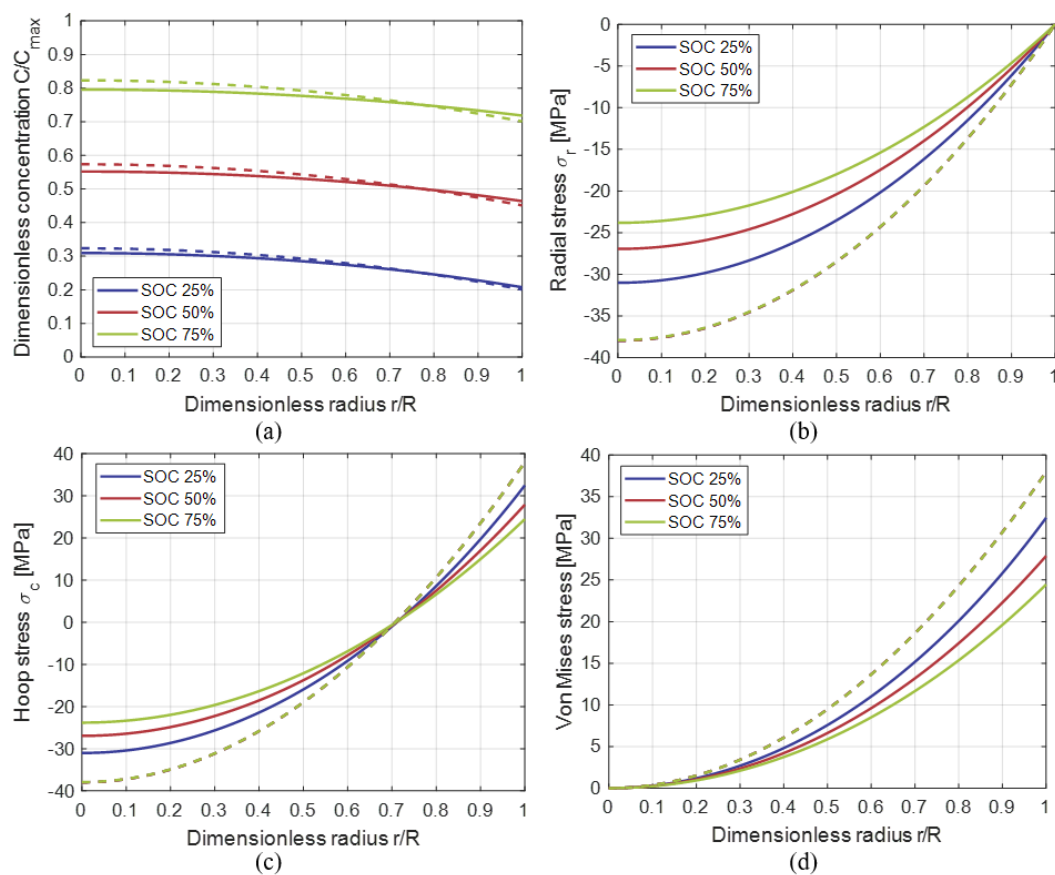 Dimensionless concentration C/C_max
1
0.9
0.8
0.7
0.6
0.5
0.4
0.3
0.2
0.1
0
SOC 25%
SOC 50%
SOC 75%
0 0.1 0.2 0.3 0.4 0.5 0.6 0.7 0.8 0.9 1
Dimensionless radius r/R
(a)
Radial stress σ_r [MPa]
0
-5
-10
-15
-20
-25
-30
-35
-40
SOC 25%
SOC 50%
SOC 75%
0 0.1 0.2 0.3 0.4 0.5 0.6 0.7 0.8 0.9 1
Dimensionless radius r/R
(b)
Hoop stress σ_c [MPa]
40
30
20
10
0
-10
-20
-30
-40
SOC 25%
SOC 50%
SOC 75%
0 0.1 0.2 0.3 0.4 0.5 0.6 0.7 0.8 0.9 1
Dimensionless radius r/R
(c)
Von Mises stress [MPa]
40
35
30
25
20
15
10
5
0
SOC 25%
SOC 50%
SOC 75%
0 0.1 0.2 0.3 0.4 0.5 0.6 0.7 0.8 0.9 1
Dimensionless radius r/R
(d)